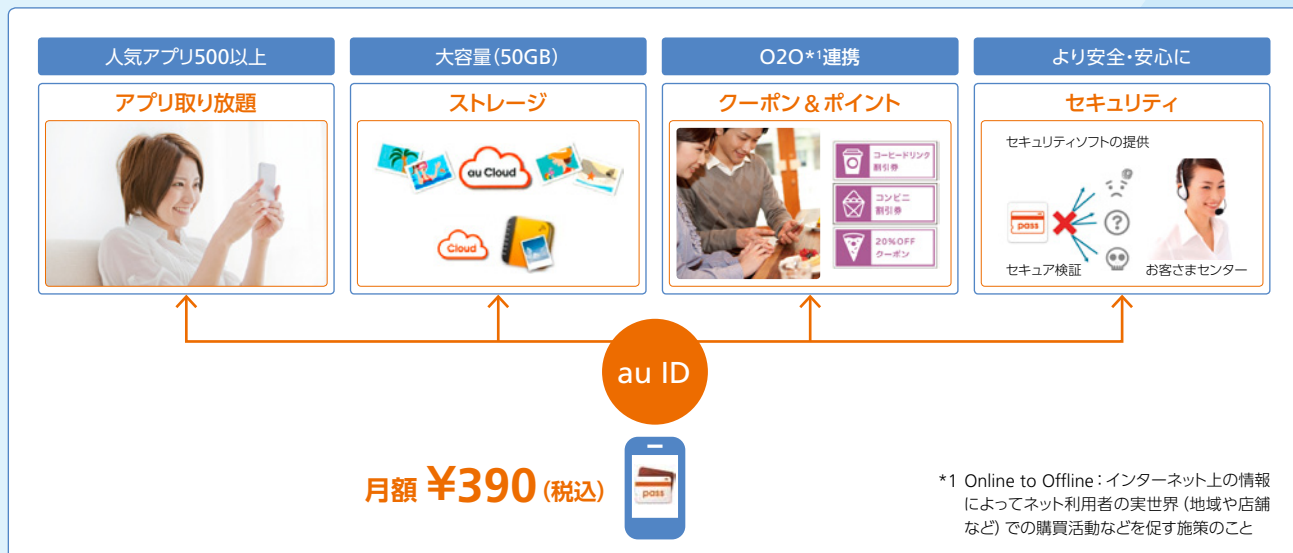 人気アプリ500以上
アプリ取り放題
大容量(50GB)
ストレージ
au Cloud
Cloud
O2O*1連携
クーポン&ポイント
コーヒードリンク
割引券
コンビニ
割引券
20%OFF
クーポン
より安全・安心に
セキュリティ
セキュリティソフトの提供
pass
?
セキュア検証
お客さまセンター
au ID
月額 ¥390 (税込)
pass
*1 Online to Offline:インターネット上の情報
によってネット利用者の実世界(地域や店舗
など)での購買活動などを促す施策のこと